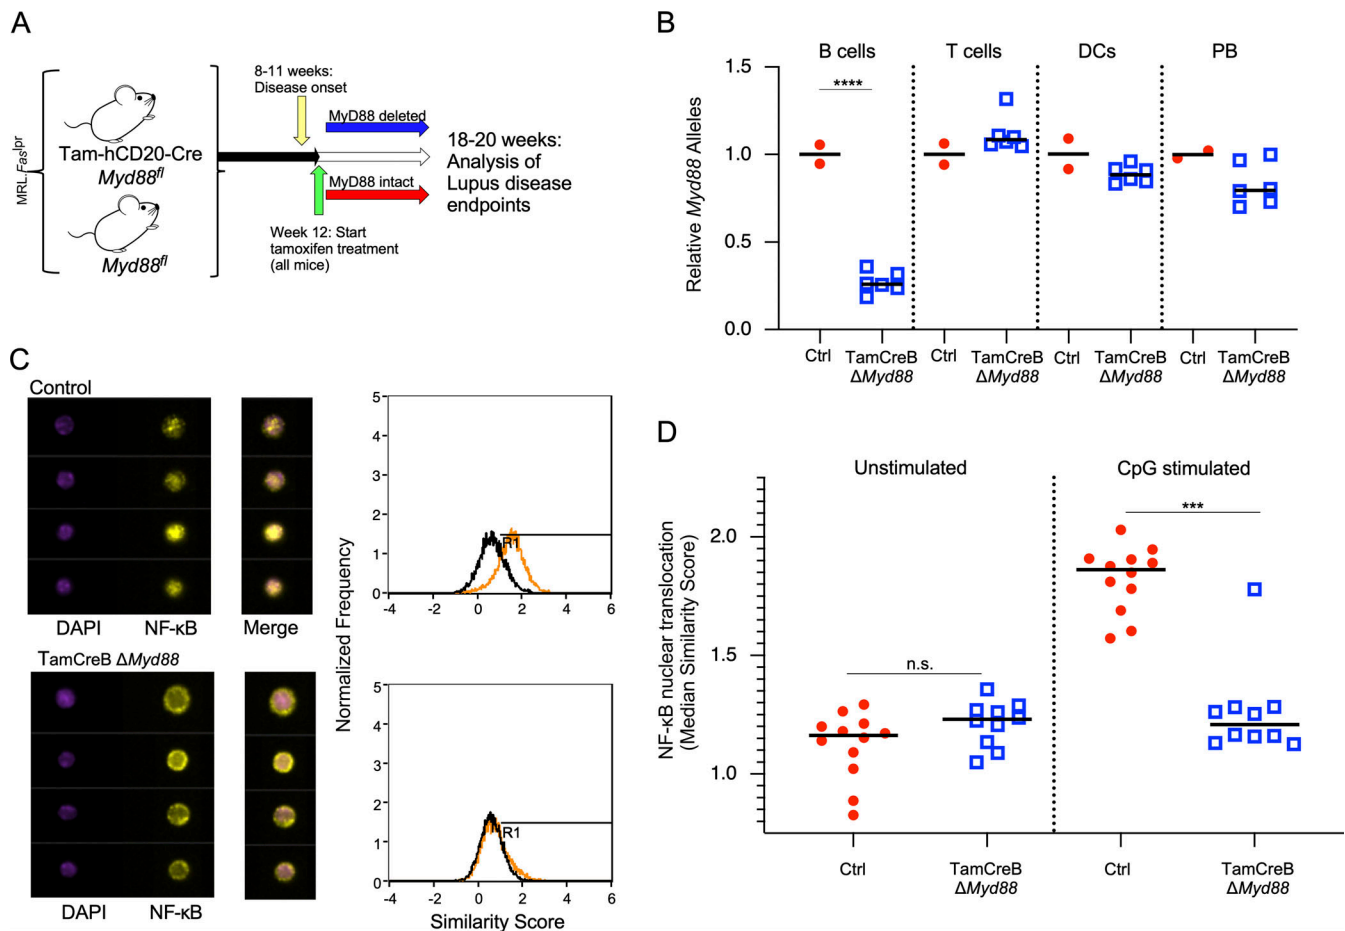 A
MRL.Fas^lpr
Tam-hCD20-Cre
Myd88^fl
Myd88^fl
8-11 weeks:
Disease onset
MyD88 deleted
MyD88 intact
Week 12: Start
tamoxifen treatment
(all mice)
18-20 weeks:
Analysis of
Lupus disease
endpoints
B
B cells T cells DCs PB
Relative Myd88 Alleles
1.5
1.0
0.5
0.0
****
Ctrl TamCreB ΔMyd88
Ctrl TamCreB ΔMyd88
Ctrl TamCreB ΔMyd88
Ctrl TamCreB ΔMyd88
C
Control
DAPI NF-κB Merge
TamCreB ΔMyd88
DAPI NF-κB
Normalized Frequency
5
4
3
2
1
0
R1
-4 -2 0 2 4 6
5
4
3
2
1
0
R1
-4 -2 0 2 4 6
Similarity Score
D
Unstimulated CpG stimulated
NF-κB nuclear translocation
(Median Similarity Score)
2.0
1.5
1.0
n.s.
***
Ctrl TamCreB ΔMyd88
Ctrl TamCreB ΔMyd88